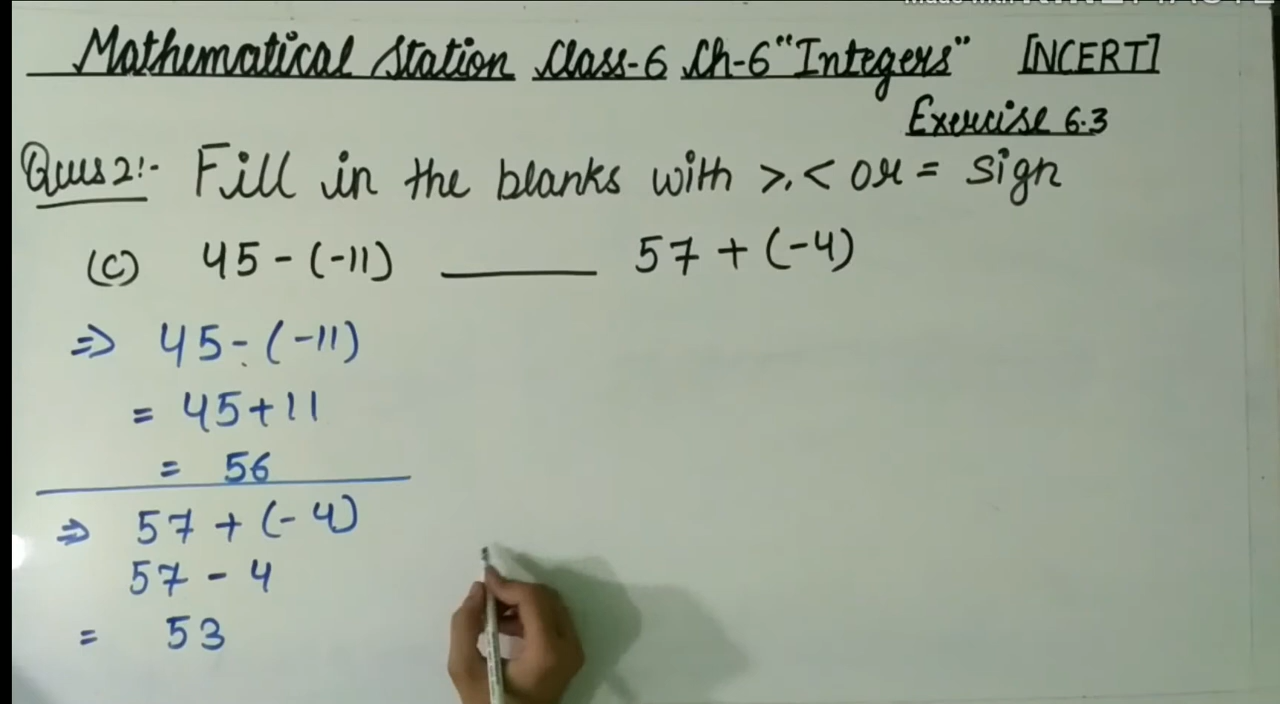 Mathematical Station Class-6 Ch-6 "Integers" [NCERT]
Exercise 6.3
Ques 2:- Fill in the blanks with >, < or = sign
(c) 45 - (-11) ______ 57 + (-4)
⇒ 45 - (-11)
= 45 + 11
= 56
⇒ 57 + (-4)
57 - 4
= 53